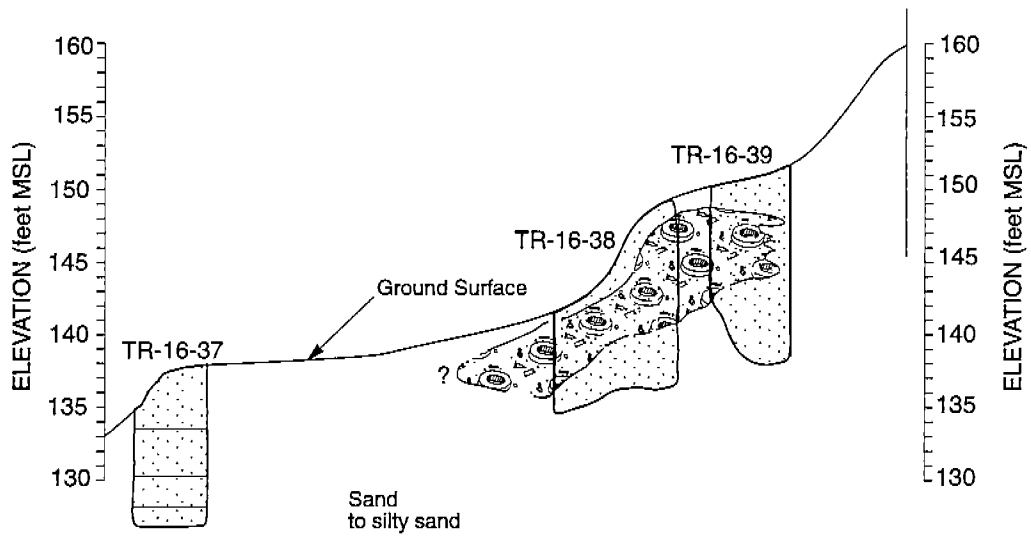 160
155
150
145
140
135
130
ELEVATION (feet MSL)
TR-16-37
Ground Surface
TR-16-38
TR-16-39
?
Sand
to silty sand
160
155
150
145
140
135
130
ELEVATION (feet MSL)